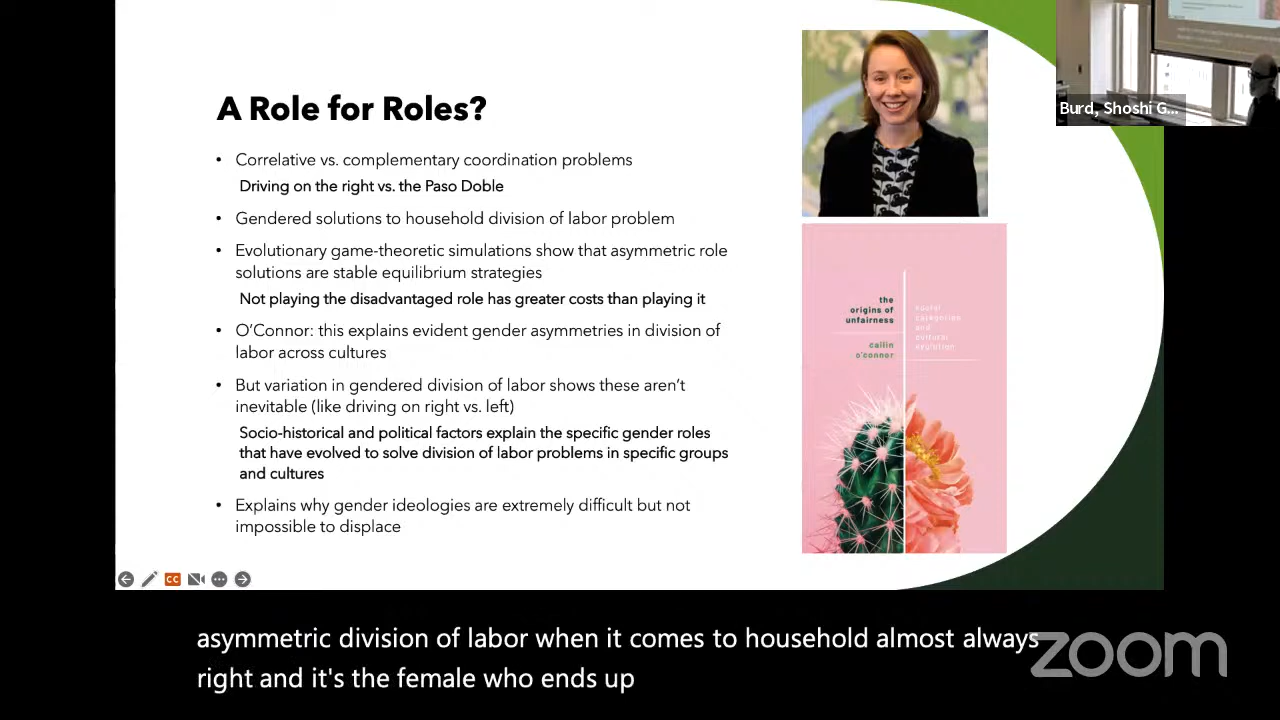 A Role for Roles?
• Correlative vs. complementary coordination problems
Driving on the right vs. the Paso Doble
• Gendered solutions to household division of labor problem
• Evolutionary game-theoretic simulations show that asymmetric role
solutions are stable equilibrium strategies
Not playing the disadvantaged role has greater costs than playing it
• O'Connor: this explains evident gender asymmetries in division of
labor across cultures
• But variation in gendered division of labor shows these aren't
inevitable (like driving on right vs. left)
Socio-historical and political factors explain the specific gender roles
that have evolved to solve division of labor problems in specific groups
and cultures
• Explains why gender ideologies are extremely difficult but not
impossible to displace
the
origins of
unfairness
cailin
o'connor
social
categories
and
cultural
evolution
Burd, Shoshi G...
CC
asymmetric division of labor when it comes to household almost always
right and it's the female who ends up
zoom